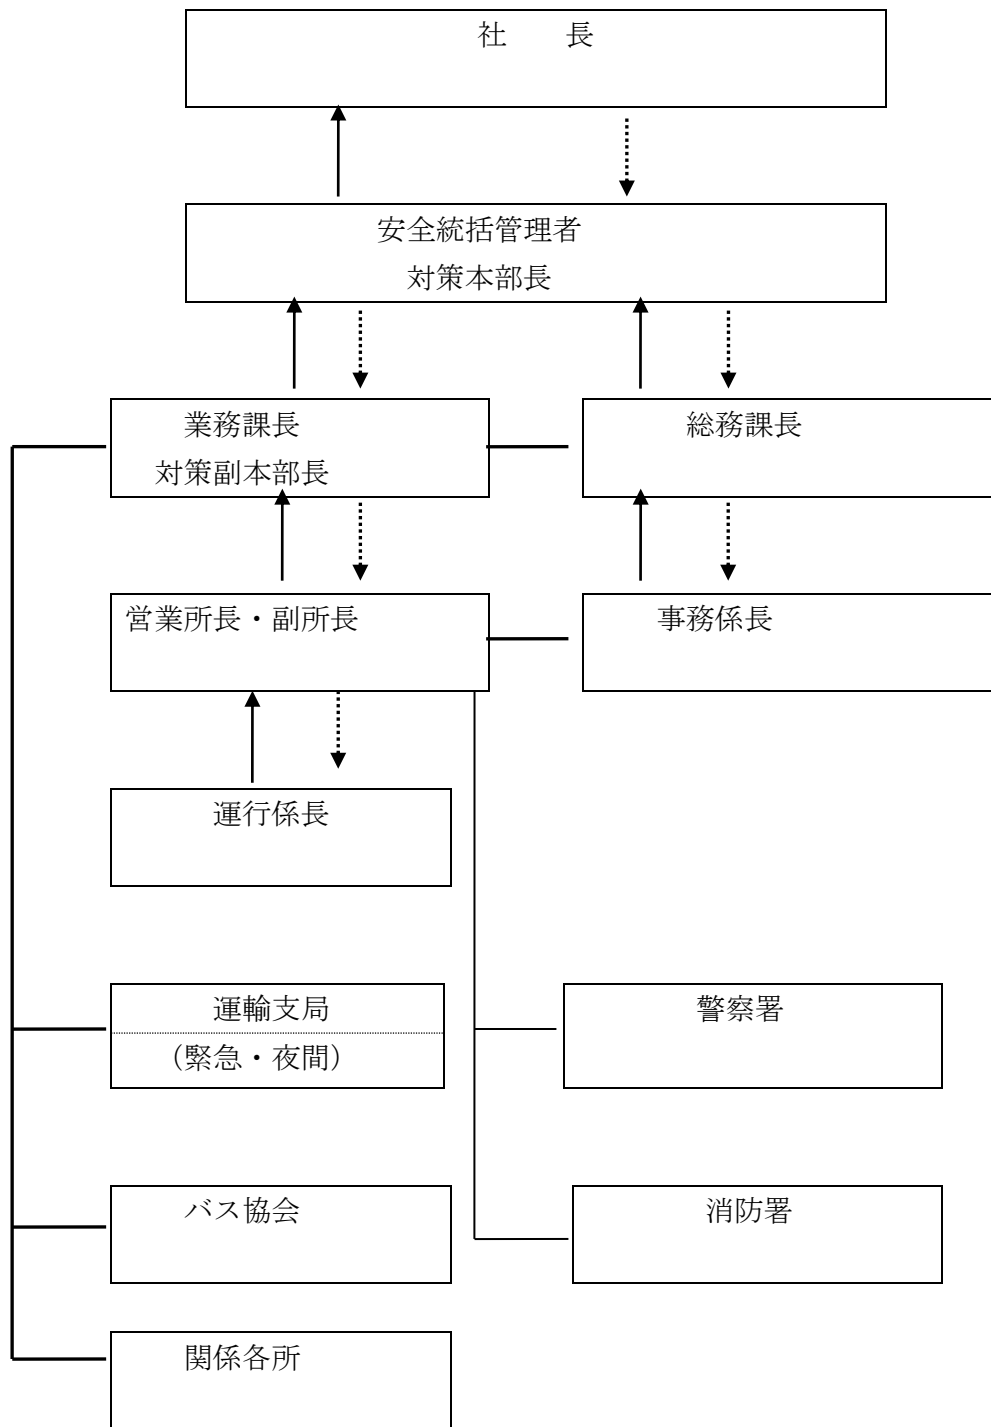 社　　長
安全統括管理者
対策本部長
業務課長
対策副本部長
総務課長
営業所長・副所長
事務係長
運行係長
運輸支局
（緊急・夜間）
警察署
バス協会
消防署
関係各所